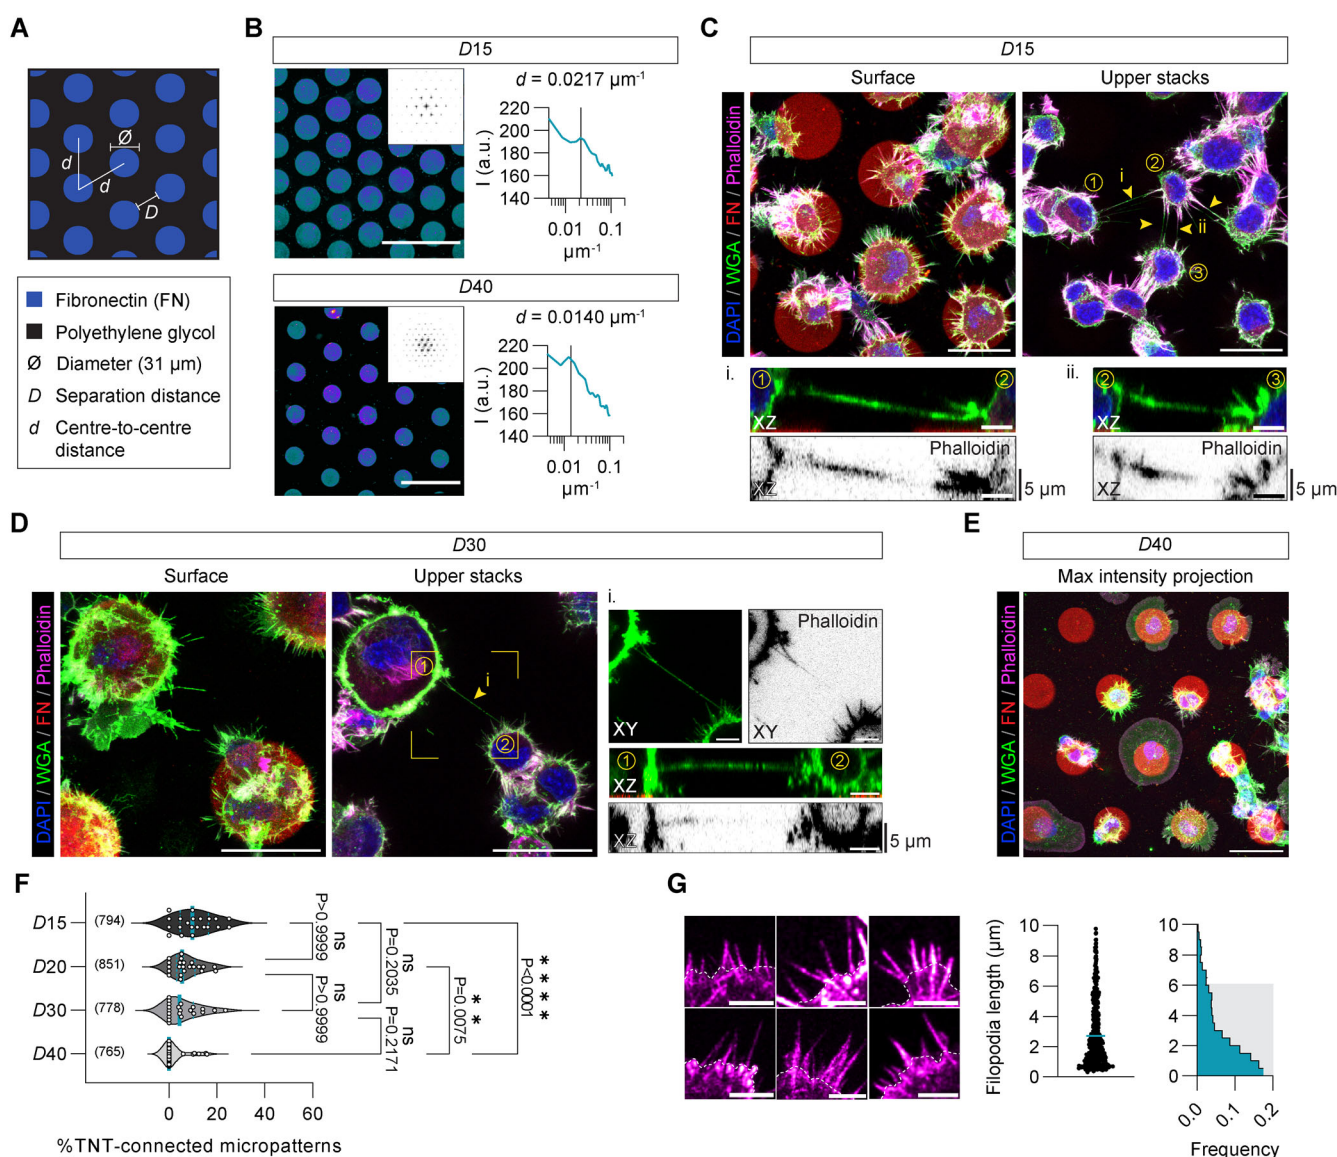 A
Ø
d
d
D
Fibronectin (FN)
Polyethylene glycol
Ø Diameter (31 µm)
D Separation distance
d Centre-to-centre
distance
B
D15
d = 0.0217 µm-1
I (a.u.)
220
200
180
160
140
0.01 0.1
µm-1
D40
d = 0.0140 µm-1
I (a.u.)
220
200
180
160
140
0.01 0.1
µm-1
C
D15
Surface
Upper stacks
DAPI / WGA / FN / Phalloidin
1
2
i
ii
3
i.
1
2
XZ
Phalloidin
XZ
5 µm
ii.
2
3
XZ
Phalloidin
XZ
5 µm
D
D30
Surface
Upper stacks
DAPI / WGA / FN / Phalloidin
1
i
2
i.
XY
Phalloidin
XY
1
2
XZ
XZ
5 µm
E
D40
Max intensity projection
DAPI / WGA / FN / Phalloidin
F
D15 (794)
D20 (851)
D30 (778)
D40 (765)
0 20 40 60
%TNT-connected micropatterns
ns
P>0.9999
ns
P>0.9999
ns
P=0.2035
ns
P=0.2171
**
P=0.0075
****
P<0.0001
G
Filopodia length (µm)
10
8
6
4
2
0
10
8
6
4
2
0
0.0 0.1 0.2
Frequency